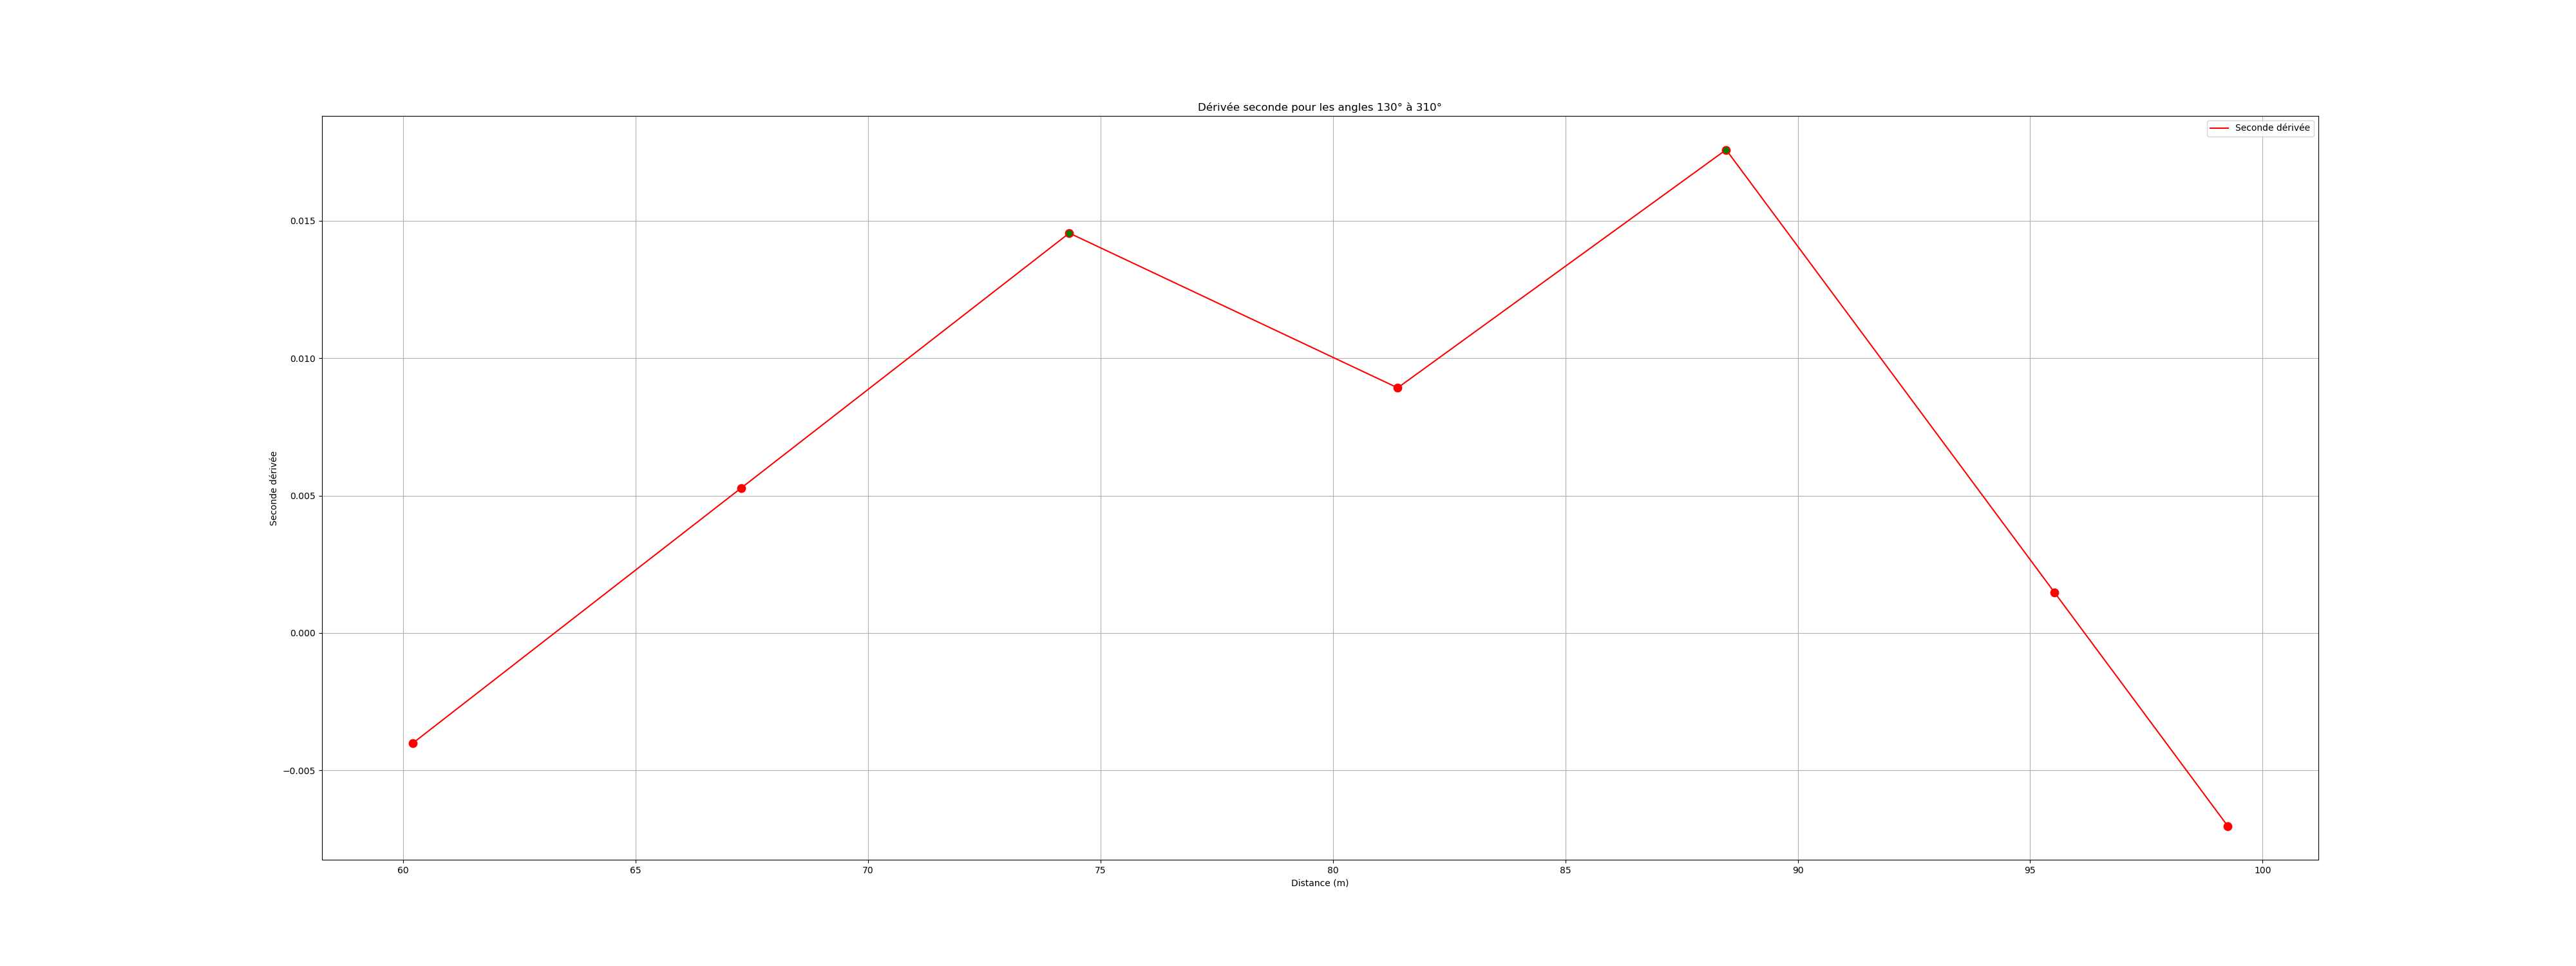 Dérivée seconde pour les angles 130° à 310°
Seconde dérivée
0.015
0.010
0.005
0.000
−0.005
Seconde dérivée
60 65 70 75 80 85 90 95 100
Distance (m)